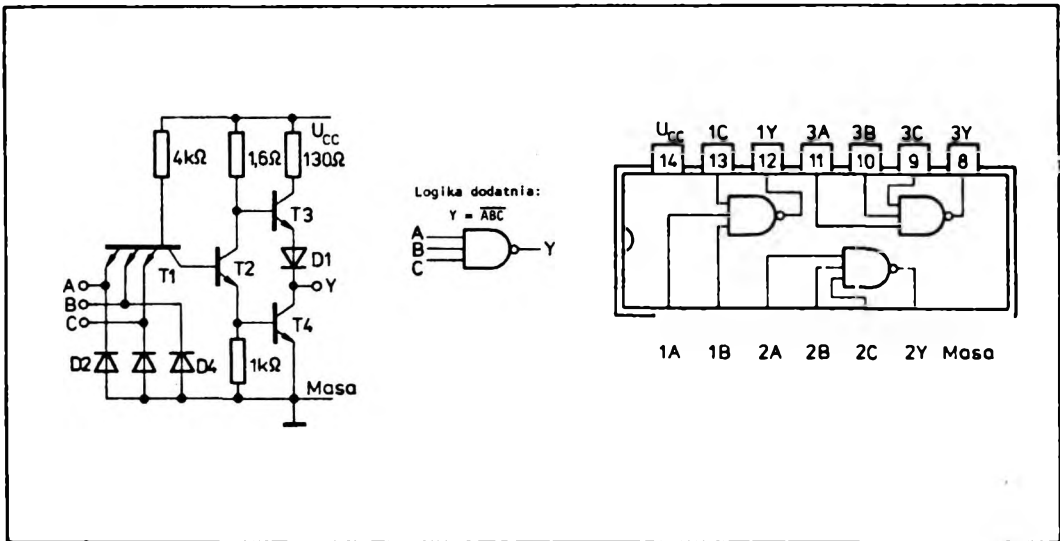 U_CC
4kΩ
1,6Ω
130Ω
T3
D1
T1
T2
A
B
C
Y
T4
D2
D4
1kΩ
Masa
Logika dodatnia:
Y = \overline{ABC}
A
B
C
Y
U_CC 1C 1Y 3A 3B 3C 3Y
14 13 12 11 10 9 8
1A 1B 2A 2B 2C 2Y Masa